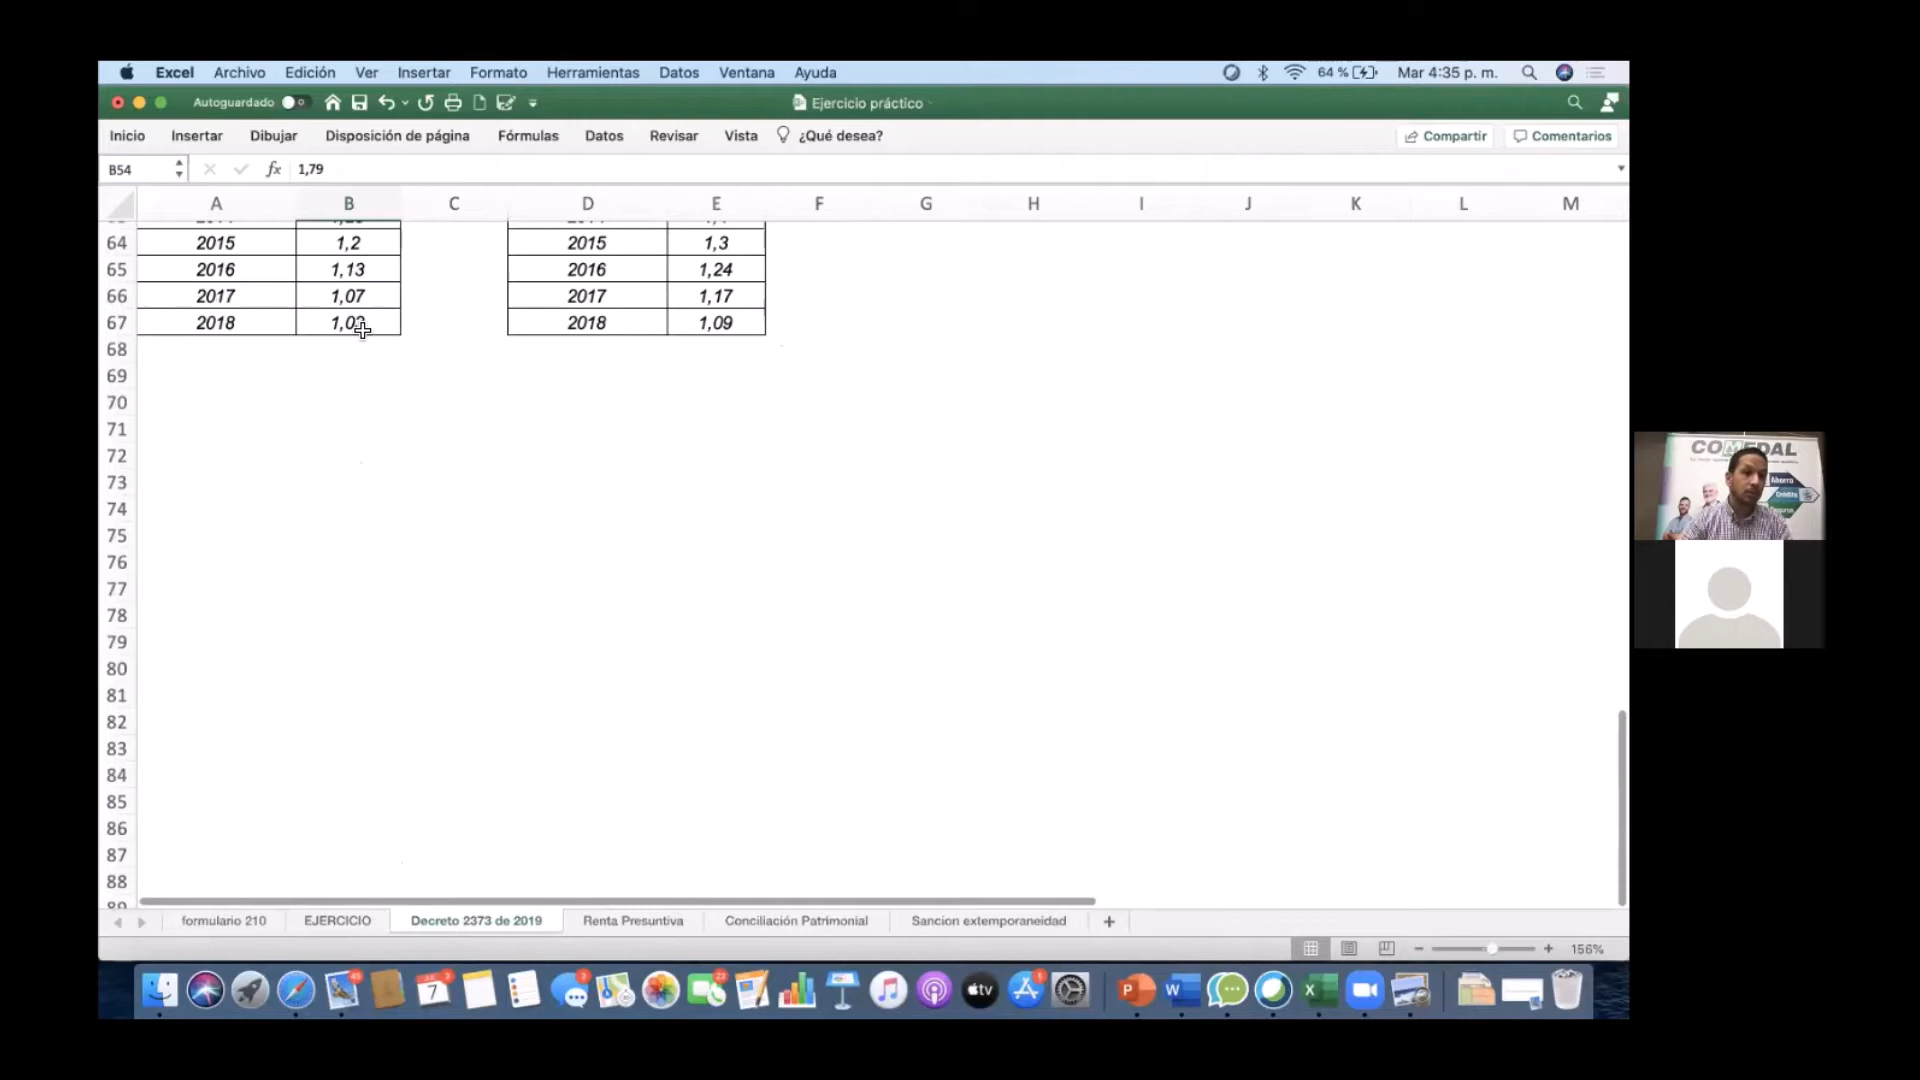 Excel Archivo Edición Ver Insertar Formato Herramientas Datos Ventana Ayuda 64 % Mar 4:35 p. m.
Autoguardado Ejercicio práctico
Inicio Insertar Dibujar Disposición de página Fórmulas Datos Revisar Vista ¿Qué desea? Compartir Comentarios
B54 fx 1,79
A B C D E F G H I J K L M
64 2015 1,2 2015 1,3
65 2016 1,13 2016 1,24
66 2017 1,07 2017 1,17
67 2018 2018 1,09
68
69
70
71
72
73
74
75
76
77
78
79
80
81
82
83
84
85
86
87
88
formulario 210 EJERCICIO Decreto 2373 de 2019 Renta Presuntiva Conciliación Patrimonial Sancion extemporaneidad +
156%
7 tv P W X
COMEDAL
Ahorro